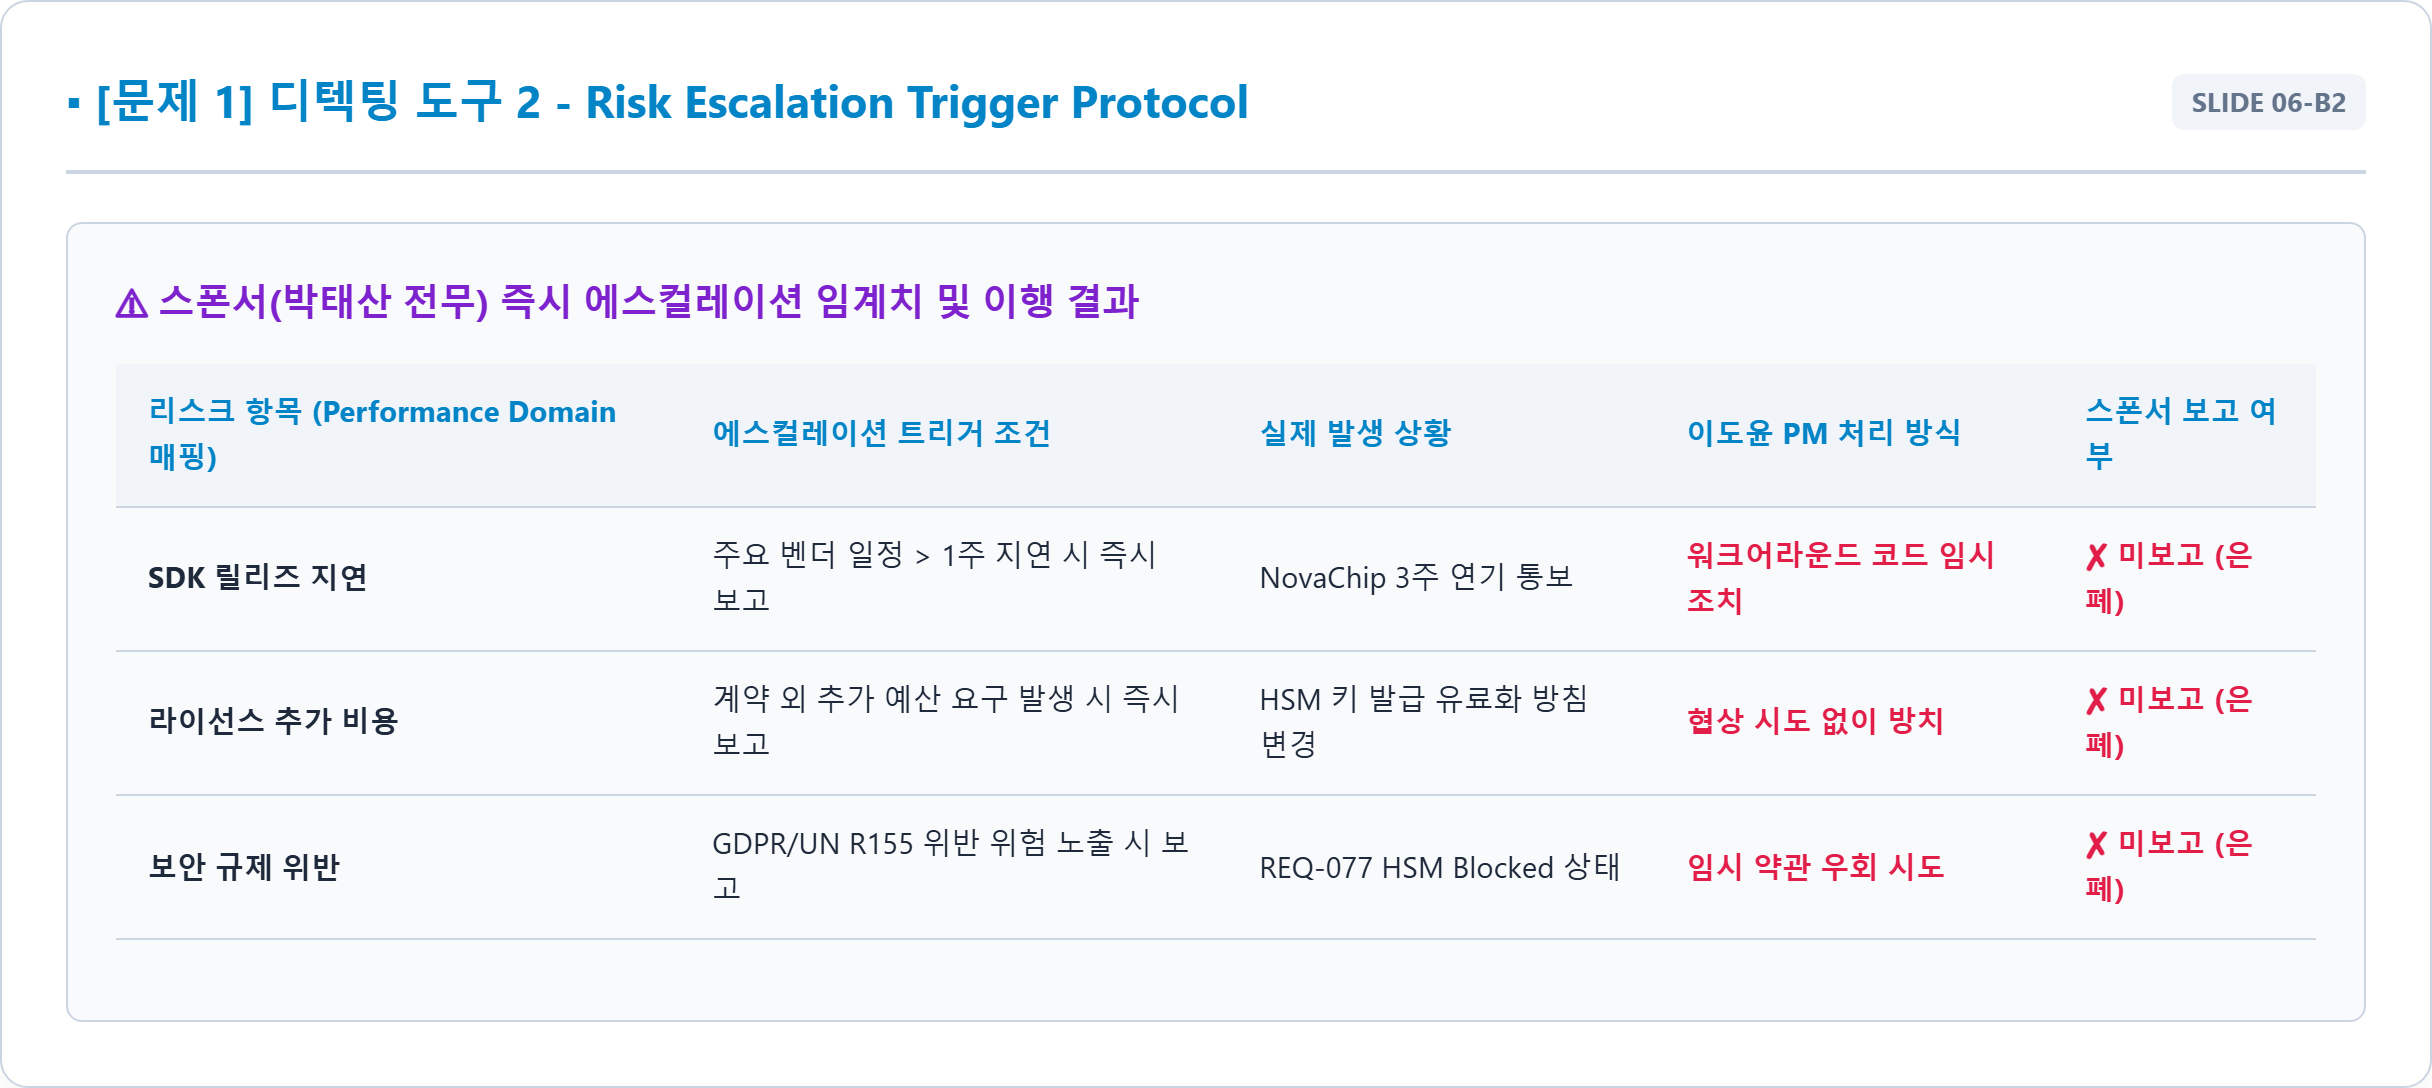 ▪ [문제 1] 디텍팅 도구 2 - Risk Escalation Trigger Protocol
SLIDE 06-B2
⚠ 스폰서(박태산 전무) 즉시 에스컬레이션 임계치 및 이행 결과
리스크 항목 (Performance Domain
매핑)
에스컬레이션 트리거 조건
실제 발생 상황
이도윤 PM 처리 방식
스폰서 보고 여
부
SDK 릴리즈 지연
주요 벤더 일정 > 1주 지연 시 즉시
보고
NovaChip 3주 연기 통보
워크어라운드 코드 임시
조치
✗ 미보고 (은
폐)
라이선스 추가 비용
계약 외 추가 예산 요구 발생 시 즉시
보고
HSM 키 발급 유료화 방침
변경
협상 시도 없이 방치
✗ 미보고 (은
폐)
보안 규제 위반
GDPR/UN R155 위반 위험 노출 시 보
고
REQ-077 HSM Blocked 상태
임시 약관 우회 시도
✗ 미보고 (은
폐)